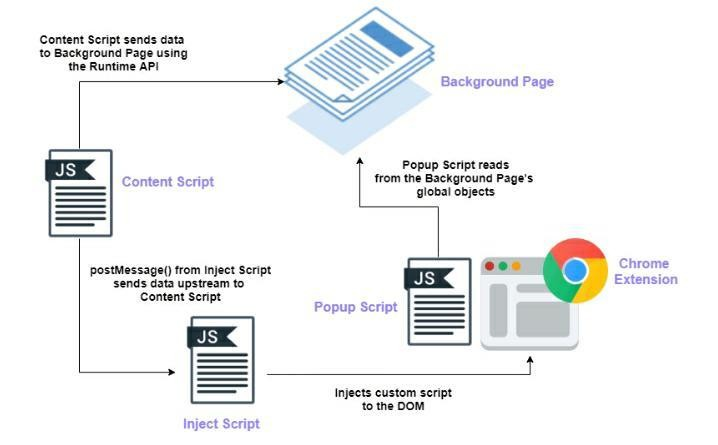 Content Script sends data
to Background Page using
the Runtime API
Background Page
JS
Content Script
Popup Script reads
from the Background Page's
global objects
postMessage() from Inject Script
sends data upstream to
Content Script
JS
Popup Script
Chrome
Extension
JS
Inject Script
Injects custom script
to the DOM